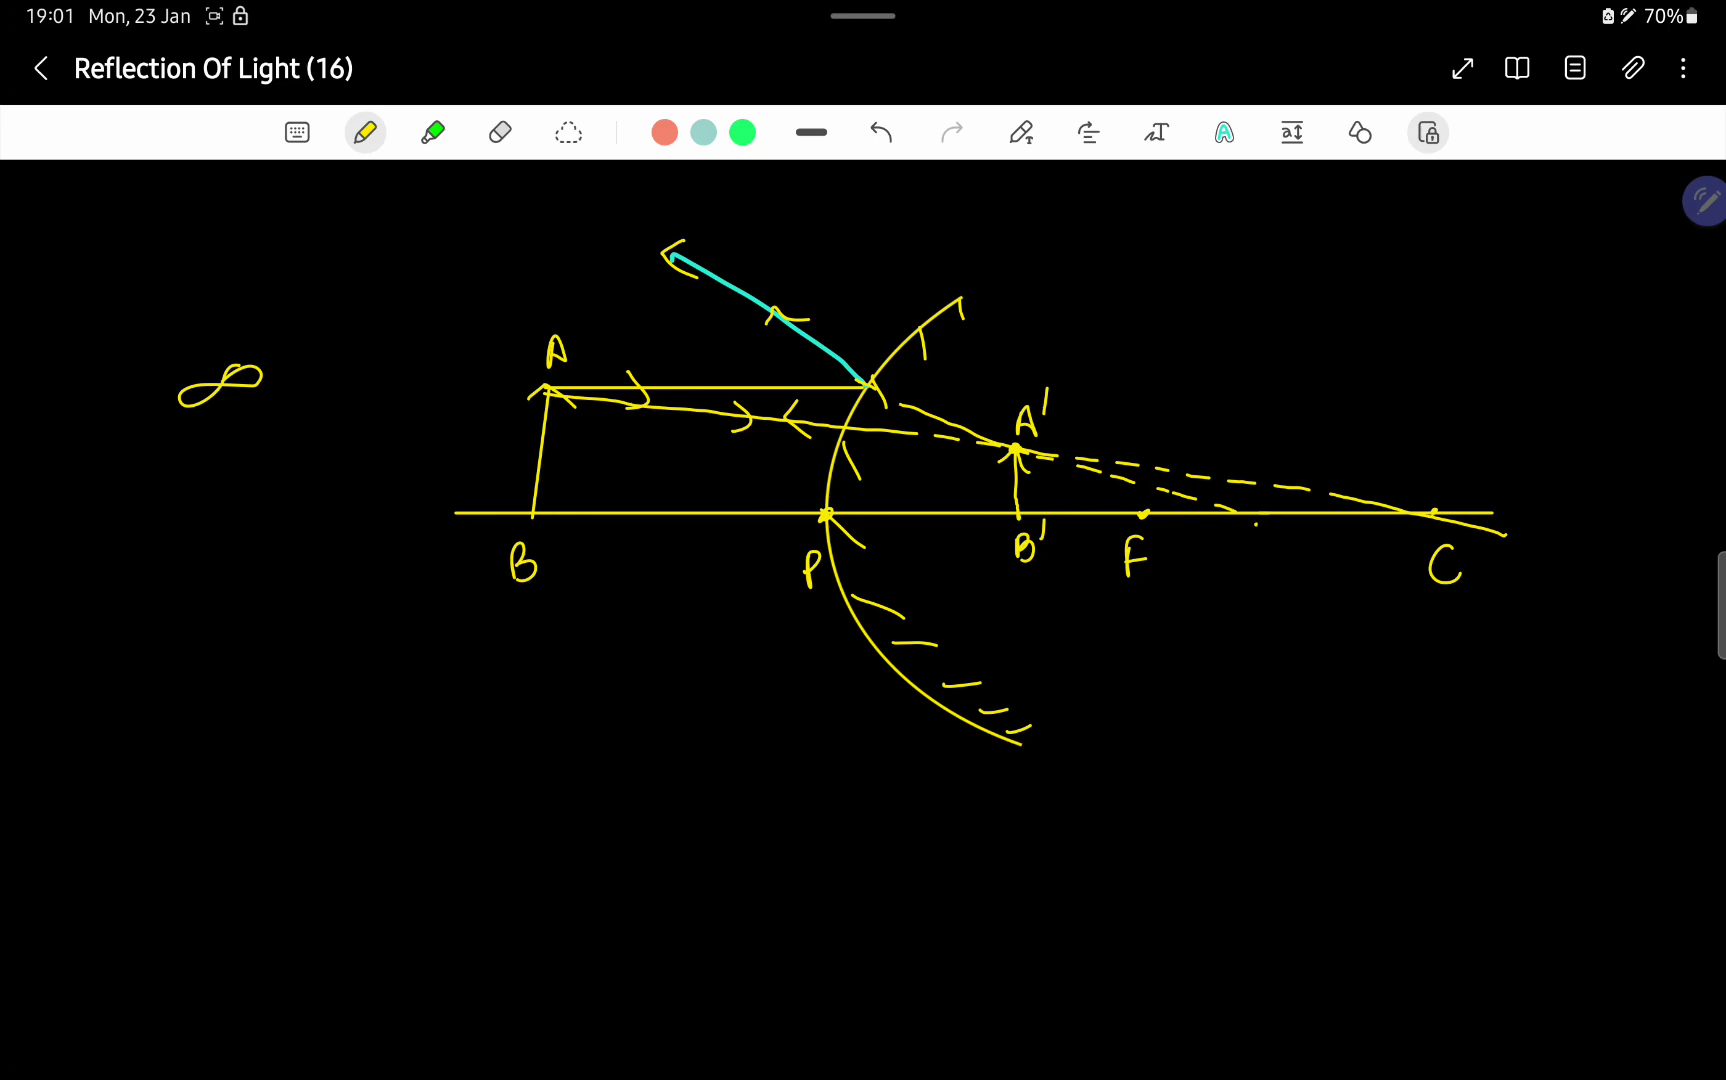 19:01 Mon, 23 Jan 70%
Reflection Of Light (16)
A
∞
A'
B P B' F C